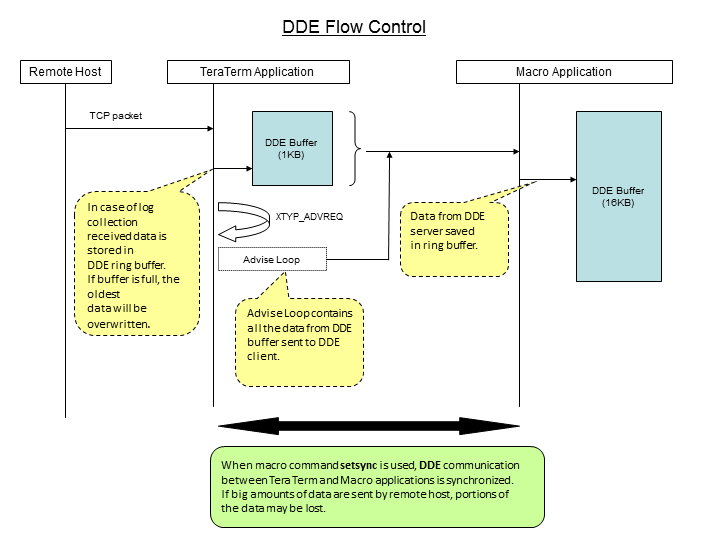 DDE Flow Control
Remote Host
TeraTerm Application
Macro Application
TCP packet
DDE Buffer
(1KB)
DDE Buffer
(16KB)
In case of log
collection
received data is
stored in
DDE ring buffer.
If buffer is full, the
oldest
data will be
overwritten.
XTYP_ADVREQ
Data from DDE
server saved
in ring buffer.
Advise Loop
Advise Loop contains
all the data from DDE
buffer sent to DDE
client.
When macro command setsync is used, DDE communication
between Tera Term and Macro applications is synchronized.
If big amounts of data are sent by remote host, portions of
the data may be lost.